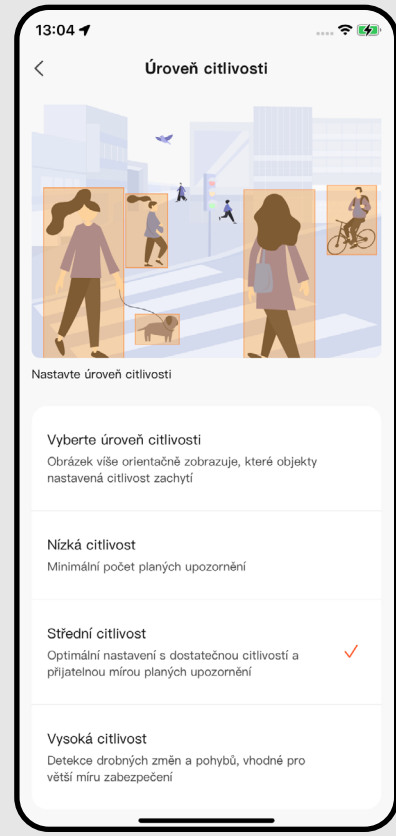 13:04
Úroveň citlivosti
Nastavte úroveň citlivosti
Vyberte úroveň citlivosti
Obrázek víše orientačně zobrazuje, které objekty
nastavená citlivost zachytí
Nízká citlivost
Minimální počet planých upozornění
Střední citlivost
Optimální nastavení s dostatečnou citlivostí a
přijatelnou mírou planých upozornění
Vysoká citlivost
Detekce drobných změn a pohybů, vhodné pro
větší míru zabezpečení